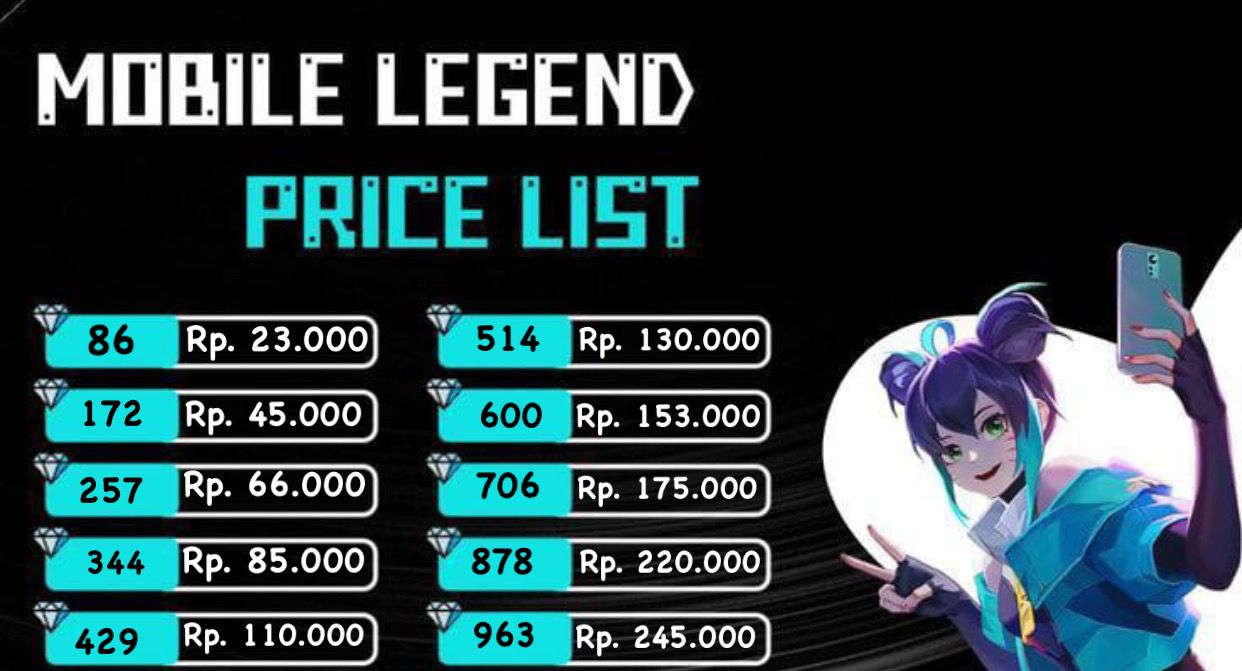 MOBILE LEGEND
PRICE LIST
86 Rp. 23.000
172 Rp. 45.000
257 Rp. 66.000
344 Rp. 85.000
429 Rp. 110.000
514 Rp. 130.000
600 Rp. 153.000
706 Rp. 175.000
878 Rp. 220.000
963 Rp. 245.000